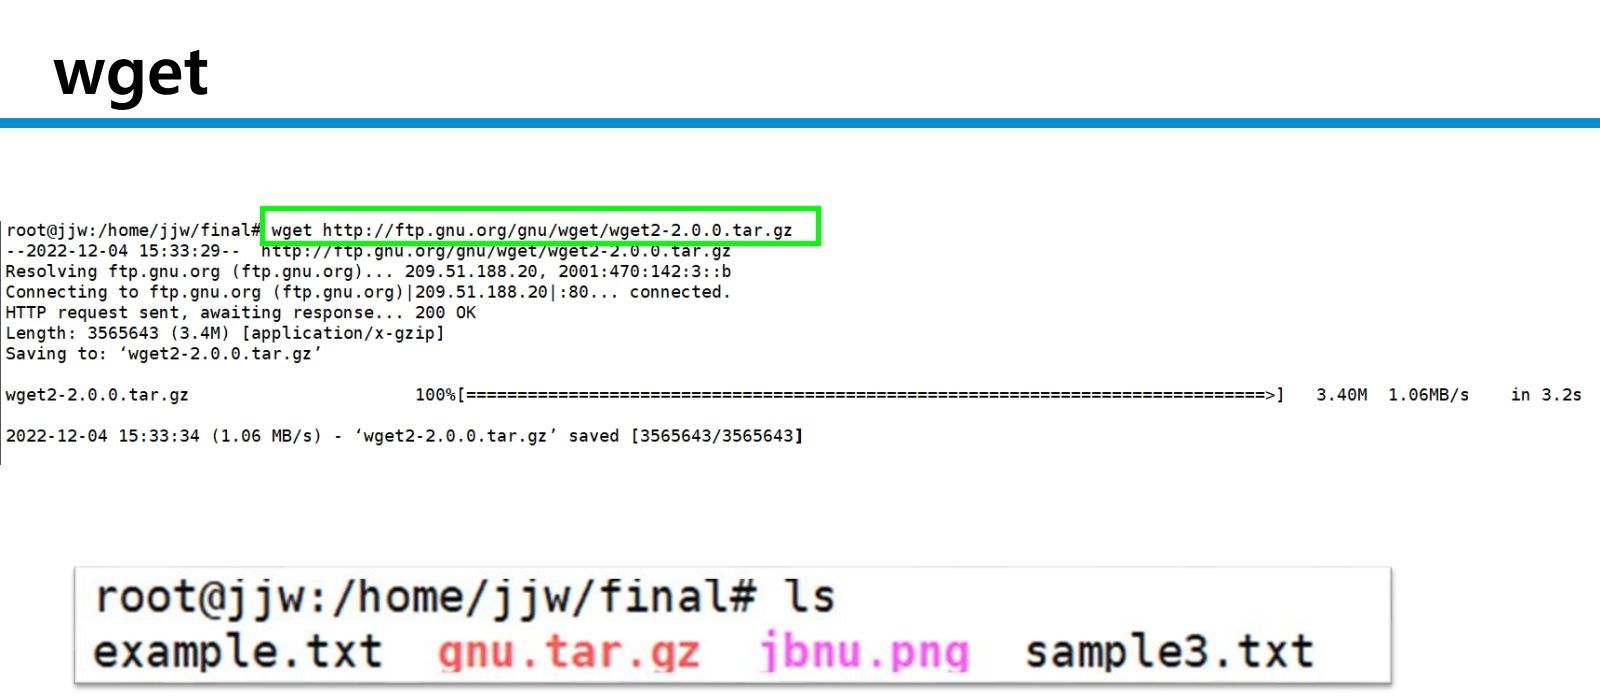 wget
root@jjw:/home/jjw/final# wget http://ftp.gnu.org/gnu/wget/wget2-2.0.0.tar.gz
--2022-12-04 15:33:29--  http://ftp.gnu.org/gnu/wget/wget2-2.0.0.tar.gz
Resolving ftp.gnu.org (ftp.gnu.org)... 209.51.188.20, 2001:470:142:3::b
Connecting to ftp.gnu.org (ftp.gnu.org)|209.51.188.20|:80... connected.
HTTP request sent, awaiting response... 200 OK
Length: 3565643 (3.4M) [application/x-gzip]
Saving to: ‘wget2-2.0.0.tar.gz’
wget2-2.0.0.tar.gz 100%[==============================================================================>] 3.40M 1.06MB/s in 3.2s
2022-12-04 15:33:34 (1.06 MB/s) - ‘wget2-2.0.0.tar.gz’ saved [3565643/3565643]
root@jjw:/home/jjw/final# ls
example.txt gnu.tar.gz jbnu.png sample3.txt